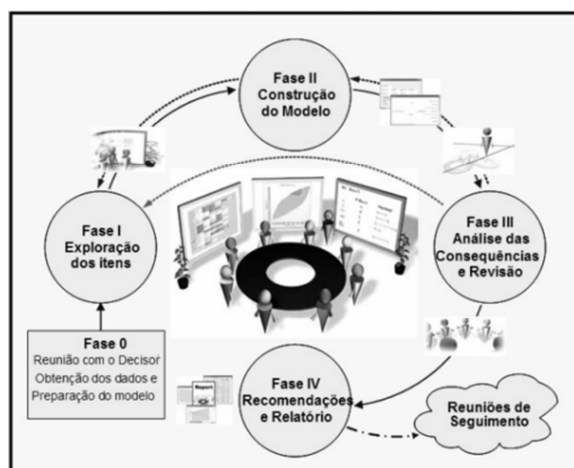 Fase II
Construção
do Modelo
Fase I
Exploração
dos itens
Fase III
Análise das
Consequências
e Revisão
Fase 0
Reunião com o Decisor
Obtenção dos dados e
Preparação do modelo
Fase IV
Recomendações
e Relatório
Report
Reuniões de
Seguimento